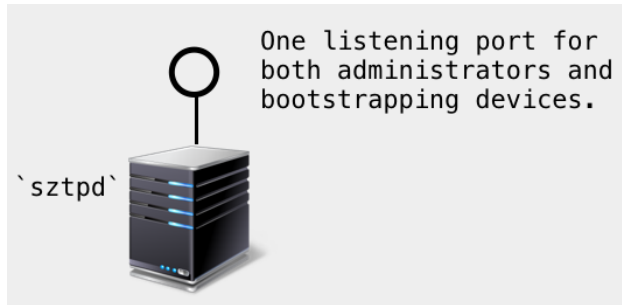 One listening port for
both administrators and
bootstrapping devices.
`sztpd`